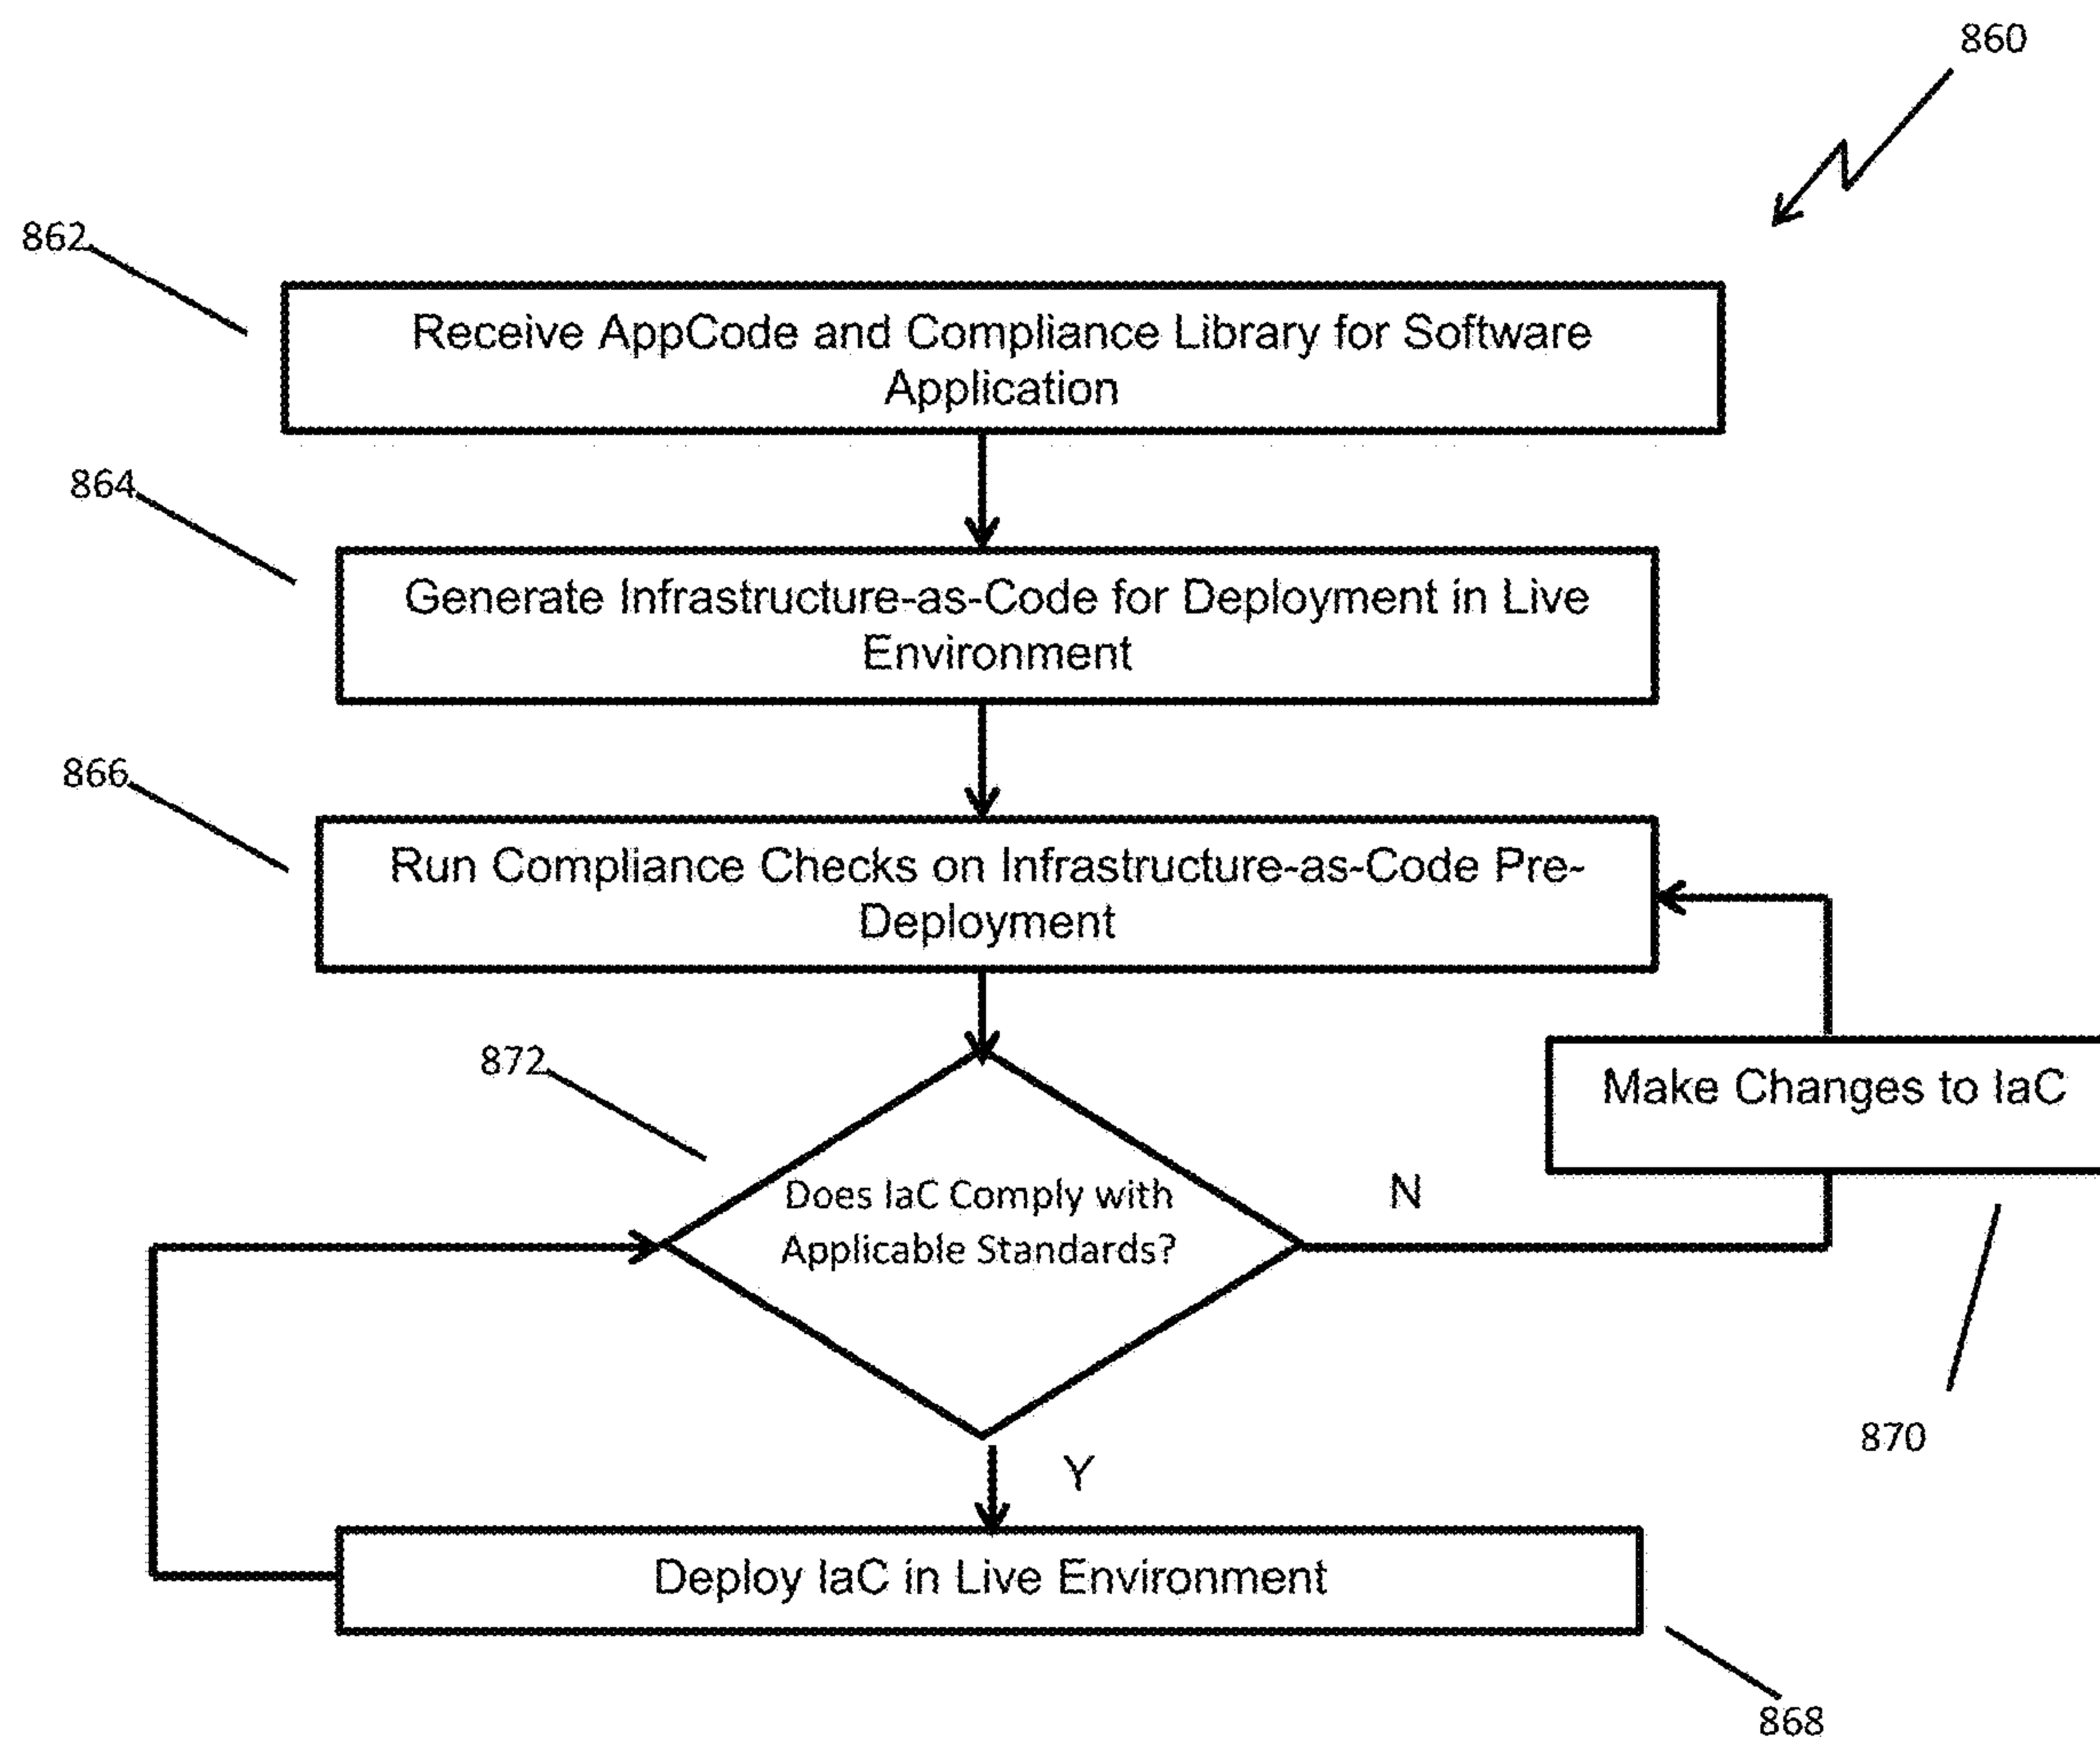 860
862
Receive AppCode and Compliance Library for Software
Application
864
Generate Infrastructure-as-Code for Deployment in Live
Environment
866
Run Compliance Checks on Infrastructure-as-Code Pre-
Deployment
872
Make Changes to IaC
Does IaC Comply with
Applicable Standards?
N
870
Y
Deploy IaC in Live Environment
868